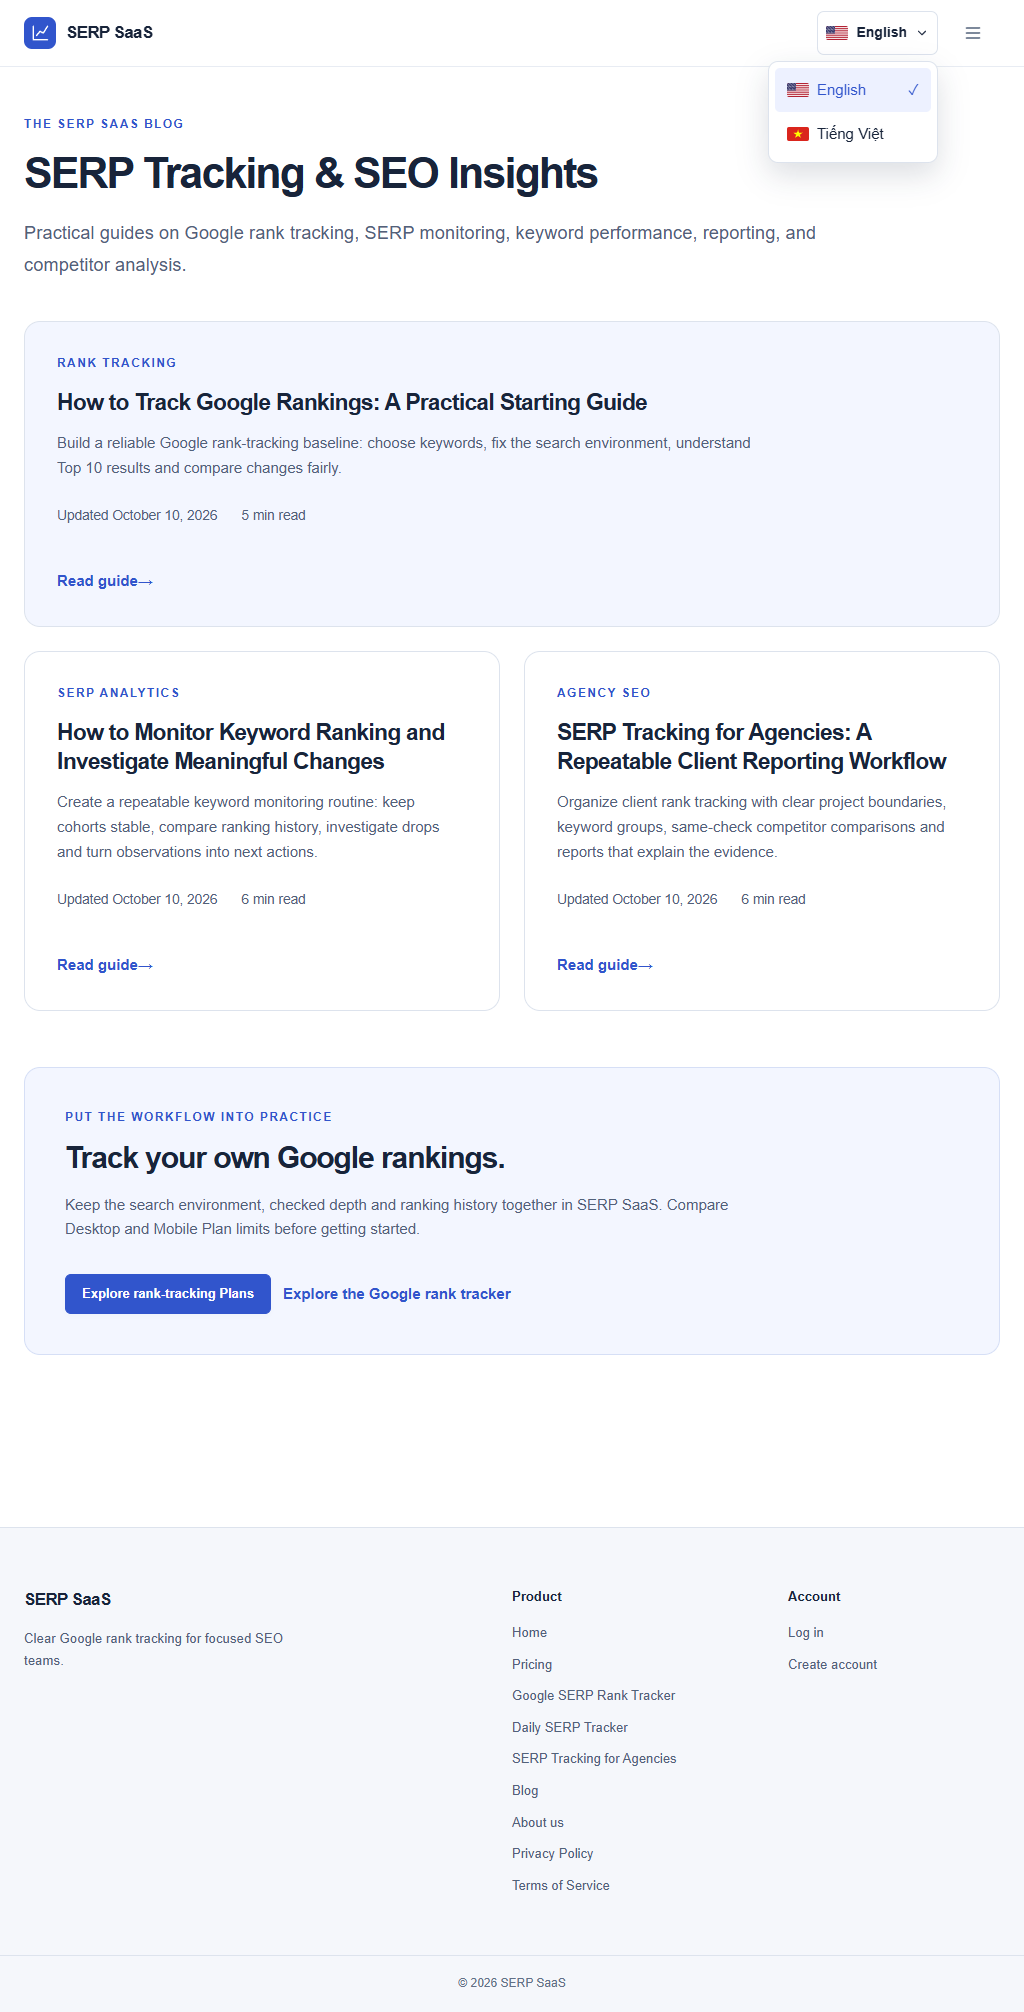 SERP SaaS
English
English
Tiếng Việt
THE SERP SAAS BLOG
SERP Tracking & SEO Insights
Practical guides on Google rank tracking, SERP monitoring, keyword performance, reporting, and
competitor analysis.
RANK TRACKING
How to Track Google Rankings: A Practical Starting Guide
Build a reliable Google rank-tracking baseline: choose keywords, fix the search environment, understand
Top 10 results and compare changes fairly.
Updated October 10, 2026 5 min read
Read guide→
SERP ANALYTICS
How to Monitor Keyword Ranking and
Investigate Meaningful Changes
Create a repeatable keyword monitoring routine: keep
cohorts stable, compare ranking history, investigate drops
and turn observations into next actions.
Updated October 10, 2026 6 min read
Read guide→
AGENCY SEO
SERP Tracking for Agencies: A
Repeatable Client Reporting Workflow
Organize client rank tracking with clear project boundaries,
keyword groups, same-check competitor comparisons and
reports that explain the evidence.
Updated October 10, 2026 6 min read
Read guide→
PUT THE WORKFLOW INTO PRACTICE
Track your own Google rankings.
Keep the search environment, checked depth and ranking history together in SERP SaaS. Compare
Desktop and Mobile Plan limits before getting started.
Explore rank-tracking Plans
Explore the Google rank tracker
SERP SaaS
Clear Google rank tracking for focused SEO
teams.
Product
Home
Pricing
Google SERP Rank Tracker
Daily SERP Tracker
SERP Tracking for Agencies
Blog
About us
Privacy Policy
Terms of Service
Account
Log in
Create account
© 2026 SERP SaaS